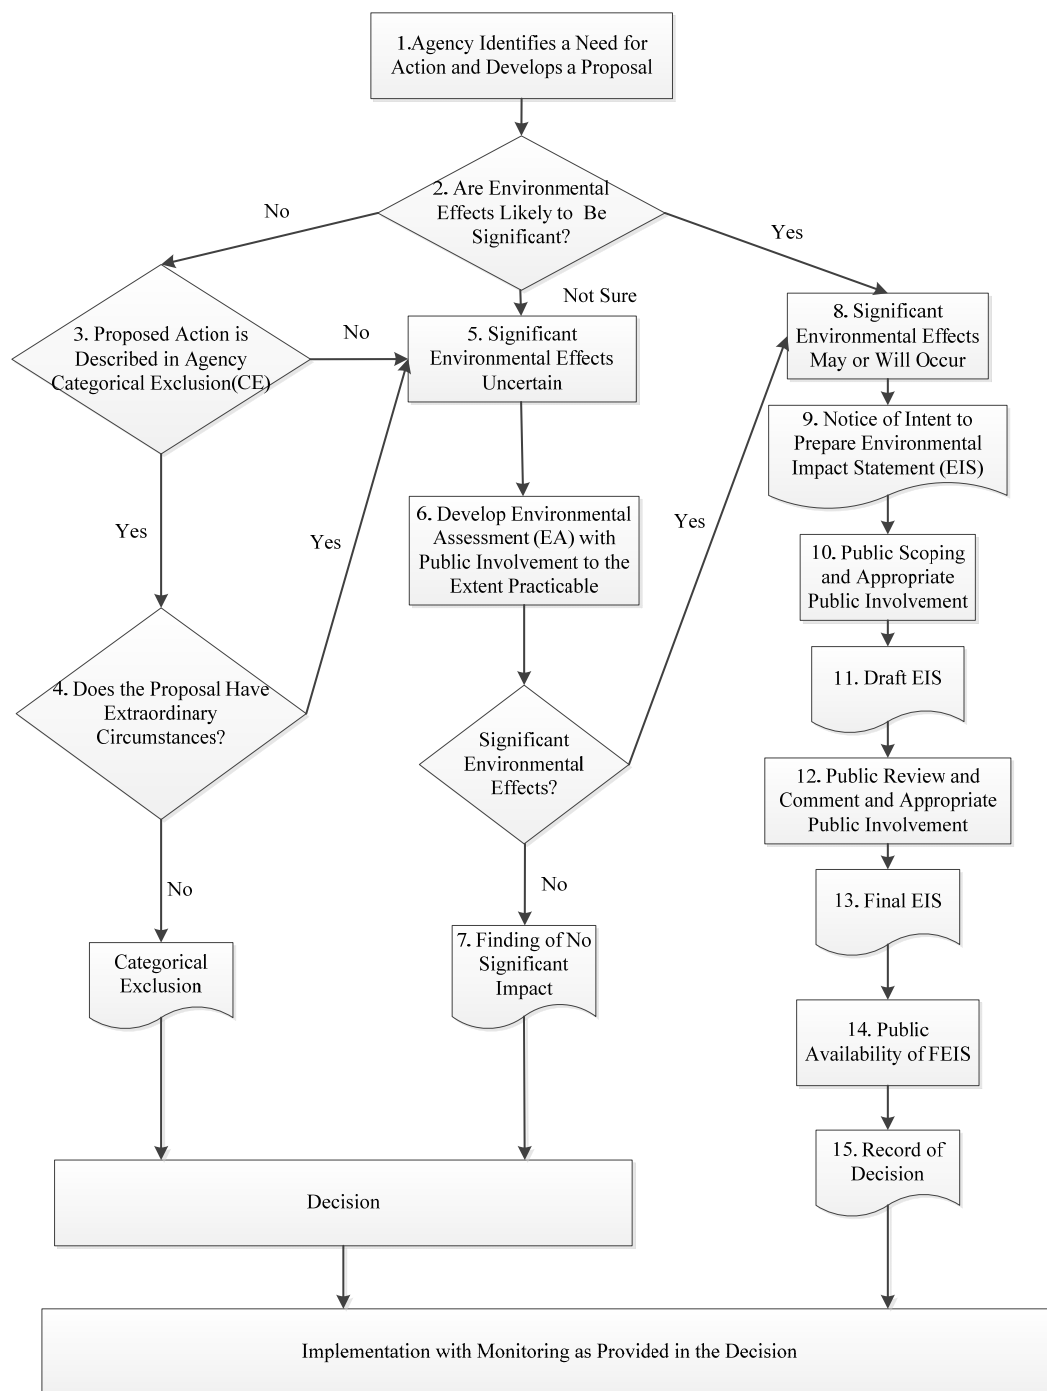 1.Agency Identifies a Need for
Action and Develops a Proposal
2. Are Environmental
Effects Likely to Be
Significant?
No
Yes
Not Sure
3. Proposed Action is
Described in Agency
Categorical Exclusion(CE)
No
5. Significant
Environmental Effects
Uncertain
8. Significant
Environmental Effects
May or Will Occur
9. Notice of Intent to
Prepare Environmental
Impact Statement (EIS)
Yes
Yes
6. Develop Environmental
Assessment (EA) with
Public Involvement to the
Extent Practicable
Yes
10. Public Scoping
and Appropriate
Public Involvement
4. Does the Proposal Have
Extraordinary
Circumstances?
Significant
Environmental
Effects?
11. Draft EIS
12. Public Review and
Comment and Appropriate
Public Involvement
No
No
13. Final EIS
Categorical
Exclusion
7. Finding of No
Significant
Impact
14. Public
Availability of FEIS
15. Record of
Decision
Decision
Implementation with Monitoring as Provided in the Decision